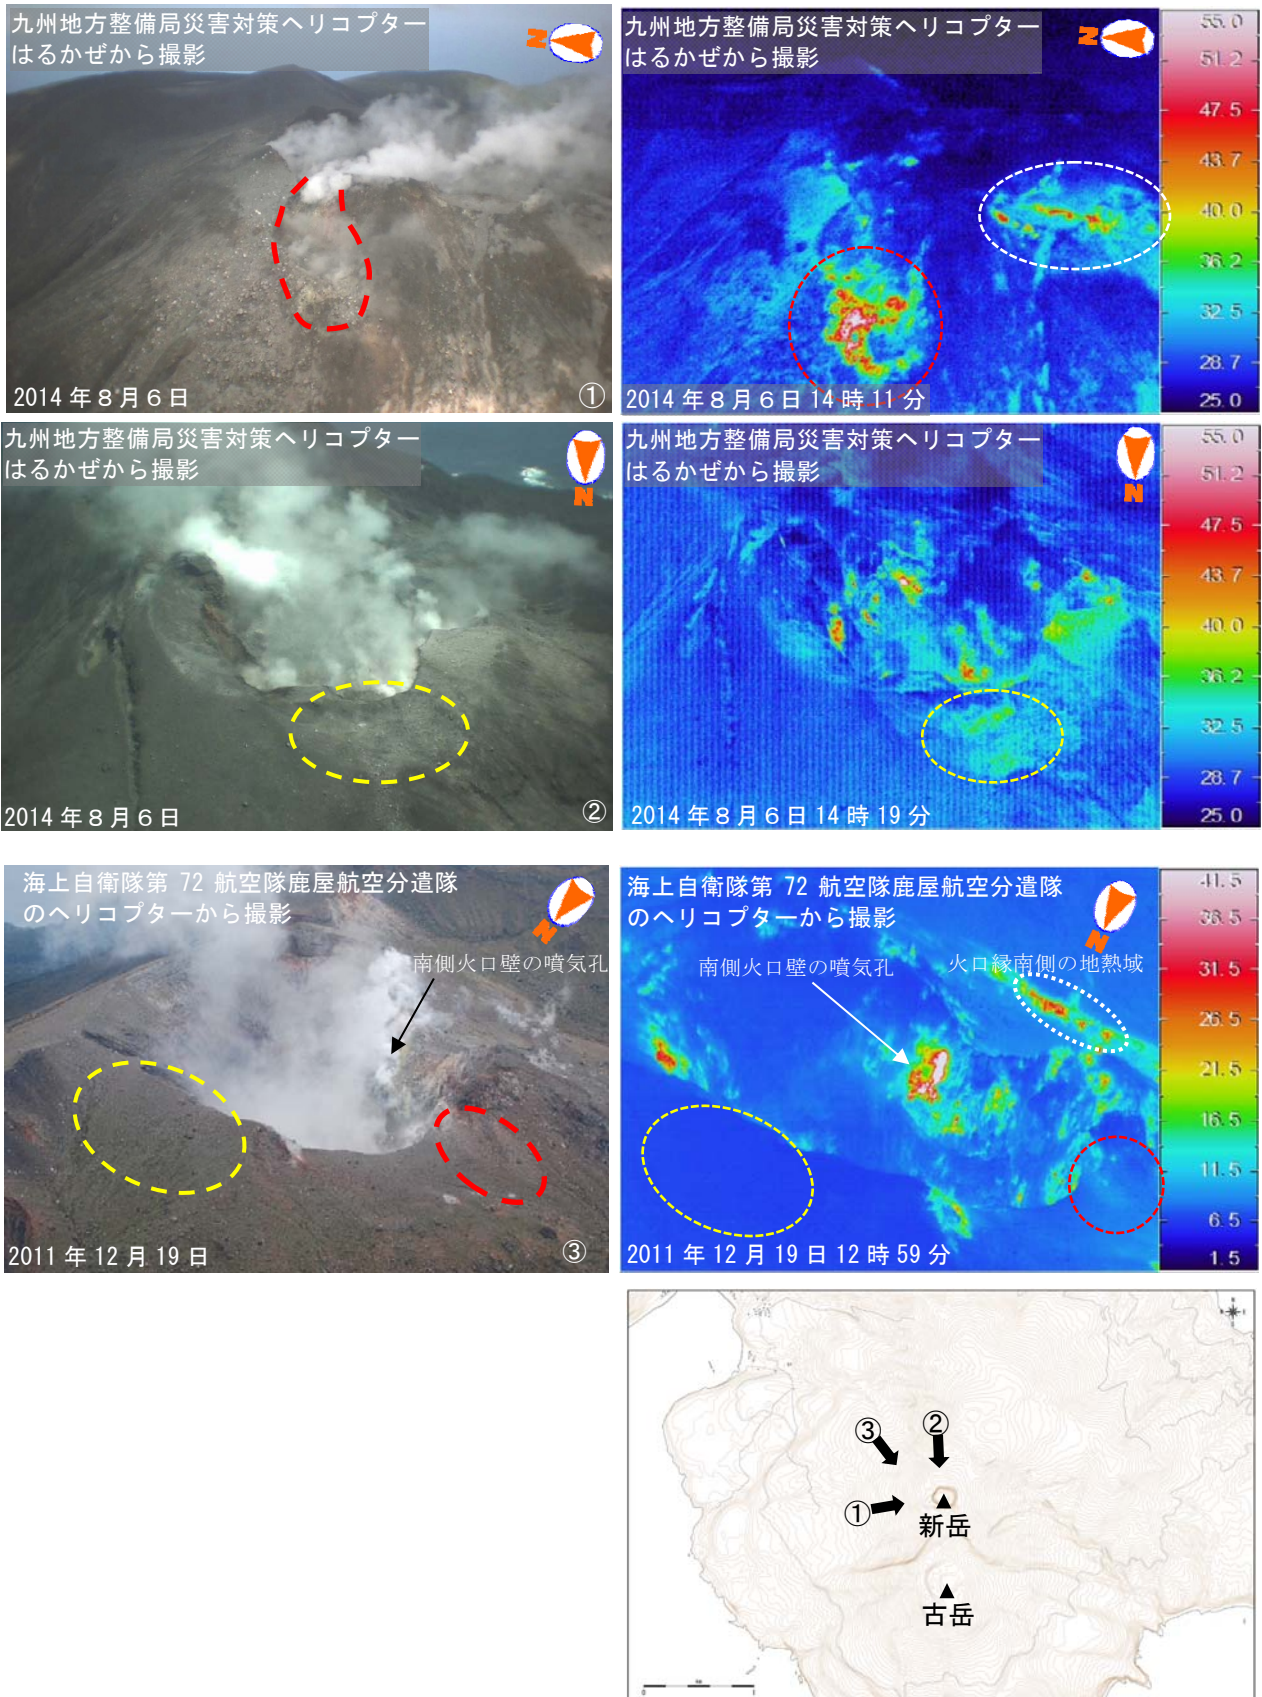 九州地方整備局災害対策ヘリコプター
はるかぜから撮影
N
2014年8月6日
①
九州地方整備局災害対策ヘリコプター
はるかぜから撮影
N
2014年8月6日14時11分
55.0
51.2
47.5
43.7
40.0
36.2
32.5
28.7
25.0
九州地方整備局災害対策ヘリコプター
はるかぜから撮影
N
2014年8月6日
②
九州地方整備局災害対策ヘリコプター
はるかぜから撮影
N
2014年8月6日14時19分
55.0
51.2
47.5
43.7
40.0
36.2
32.5
28.7
25.0
海上自衛隊第 72 航空隊鹿屋航空分遣隊
のヘリコプターから撮影
N
南側火口壁の噴気孔
2011年12月19日
③
海上自衛隊第 72 航空隊鹿屋航空分遣隊
のヘリコプターから撮影
N
南側火口壁の噴気孔
火口縁南側の地熱域
2011年12月19日12時59分
41.5
36.5
31.5
26.5
21.5
16.5
11.5
6.5
1.5
③
②
①
新岳
古岳